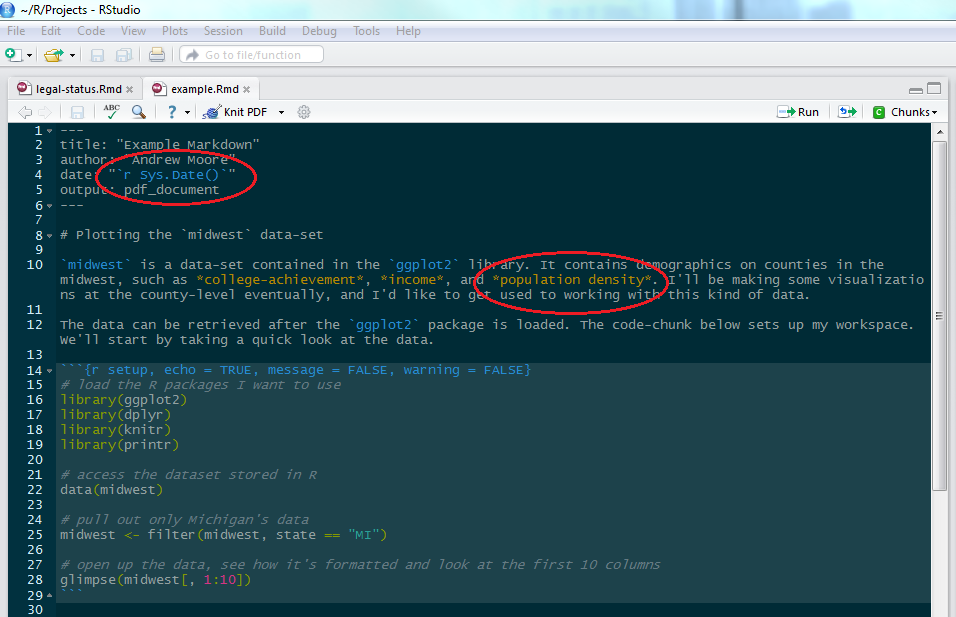 ~/R/Projects - RStudio
File Edit Code View Plots Session Build Debug Tools Help
Go to file/function
legal-status.Rmd × example.Rmd ×
ABC ? Knit PDF Run C Chunks
1 ---
2 title: "Example Markdown"
3 author: "Andrew Moore"
4 date: "`r Sys.Date()`"
5 output: pdf_document
6 ---
7
8 # Plotting the `midwest` data-set
9
10 `midwest` is a data-set contained in the `ggplot2` library. It contains demographics on counties in the
midwest, such as *college-achievement*, *income*, and *population density*. I'll be making some visualizatio
ns at the county-level eventually, and I'd like to get used to working with this kind of data.
11
12 The data can be retrieved after the `ggplot2` package is loaded. The code-chunk below sets up my workspace.
We'll start by taking a quick look at the data.
13
14 ```{r setup, echo = TRUE, message = FALSE, warning = FALSE}
15 # load the R packages I want to use
16 library(ggplot2)
17 library(dplyr)
18 library(knitr)
19 library(printr)
20
21 # access the dataset stored in R
22 data(midwest)
23
24 # pull out only Michigan's data
25 midwest <- filter(midwest, state == "MI")
26
27 # open up the data, see how it's formatted and look at the first 10 columns
28 glimpse(midwest[, 1:10])
29 ```
30